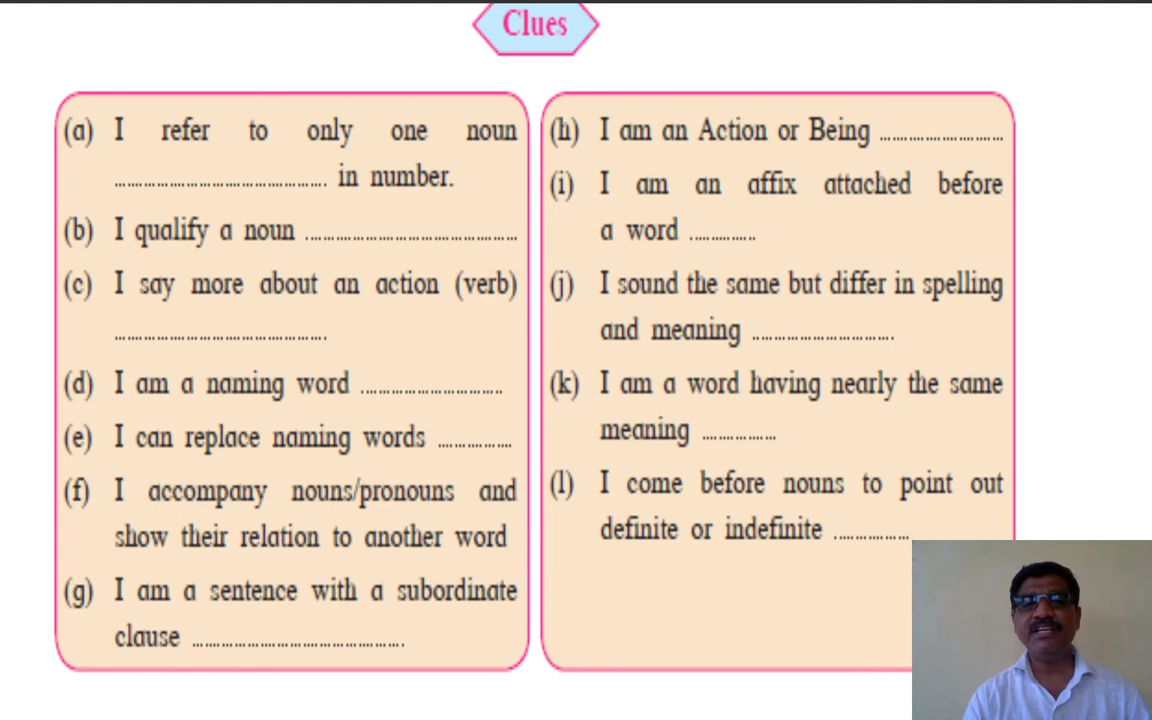 Clues
(a) I refer to only one noun
.......................................... in number.
(b) I qualify a noun ..........................................
(c) I say more about an action (verb)
..........................................
(d) I am a naming word ............................
(e) I can replace naming words ...............
(f) I accompany nouns/pronouns and
show their relation to another word
(g) I am a sentence with a subordinate
clause ..........................................
(h) I am an Action or Being .........................
(i) I am an affix attached before
a word .............
(j) I sound the same but differ in spelling
and meaning ............................
(k) I am a word having nearly the same
meaning ...............
(l) I come before nouns to point out
definite or indefinite ...............